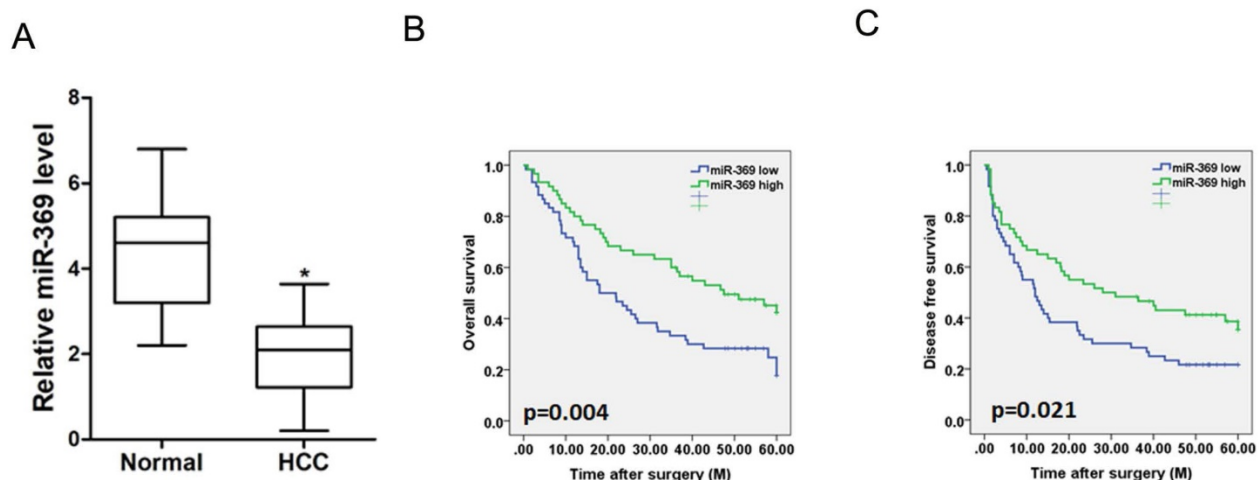 A
B
C
Relative miR-369 level
8
6
4
2
0
*
Normal
HCC
Overall survival
1.0
0.8
0.6
0.4
0.2
0.0
miR-369 low
miR-369 high
p=0.004
.00
10.00
20.00
30.00
40.00
50.00
60.00
Time after surgery (M)
Disease free survival
1.0
0.8
0.6
0.4
0.2
0.0
miR-369 low
miR-369 high
p=0.021
.00
10.00
20.00
30.00
40.00
50.00
60.00
Time after surgery (M)